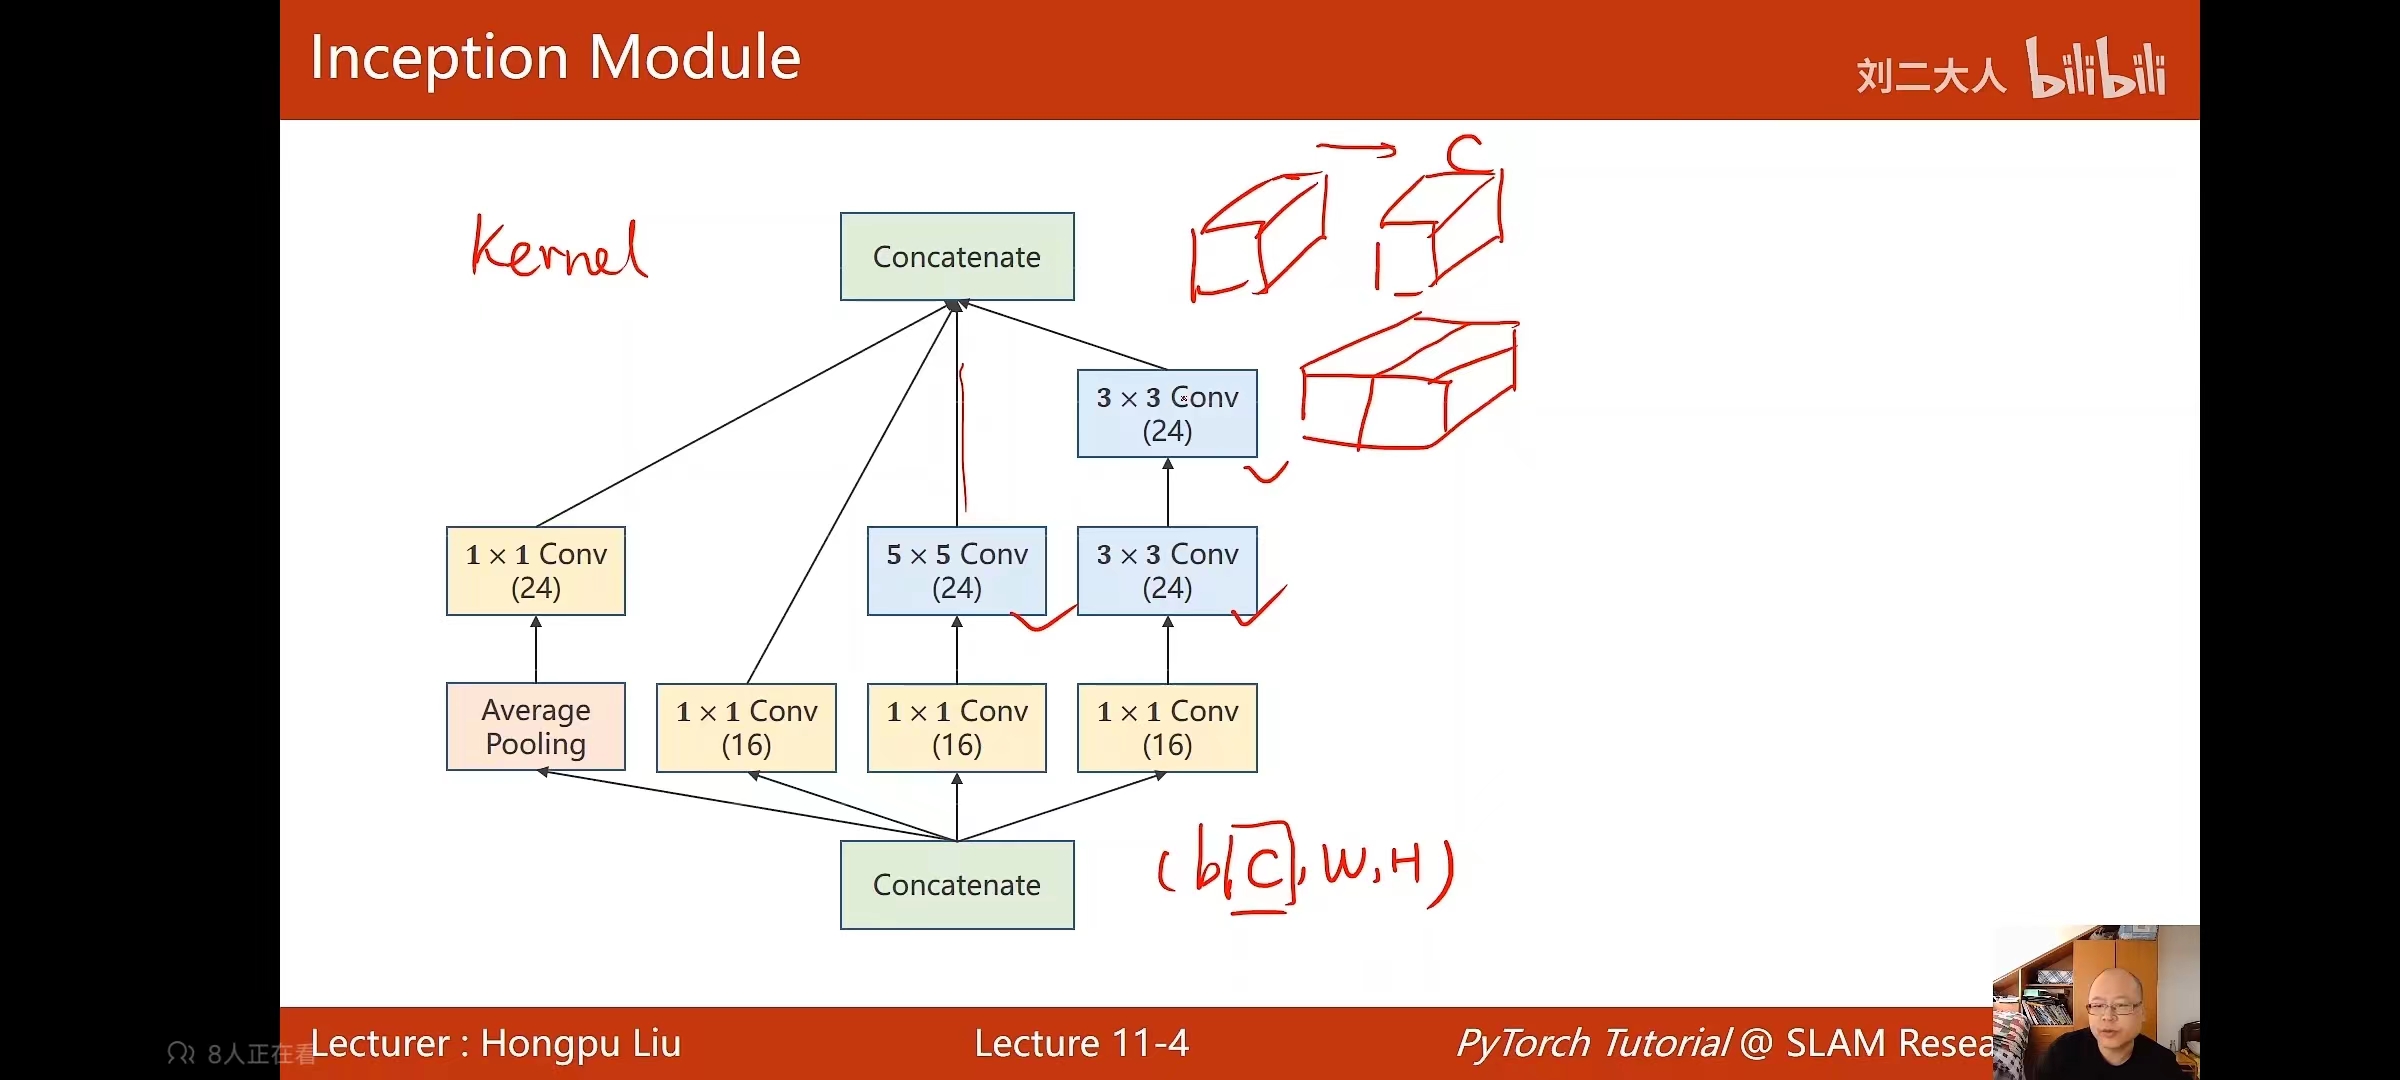 Inception Module
刘二大人 bilibili
C
Kernel
Concatenate
3 × 3 Conv
(24)
1 × 1 Conv
(24)
5 × 5 Conv
(24)
3 × 3 Conv
(24)
Average
Pooling
1 × 1 Conv
(16)
1 × 1 Conv
(16)
1 × 1 Conv
(16)
Concatenate
(b, C, W, H)
8人正在看
Lecturer : Hongpu Liu
Lecture 11-4
PyTorch Tutorial @ SLAM Resea